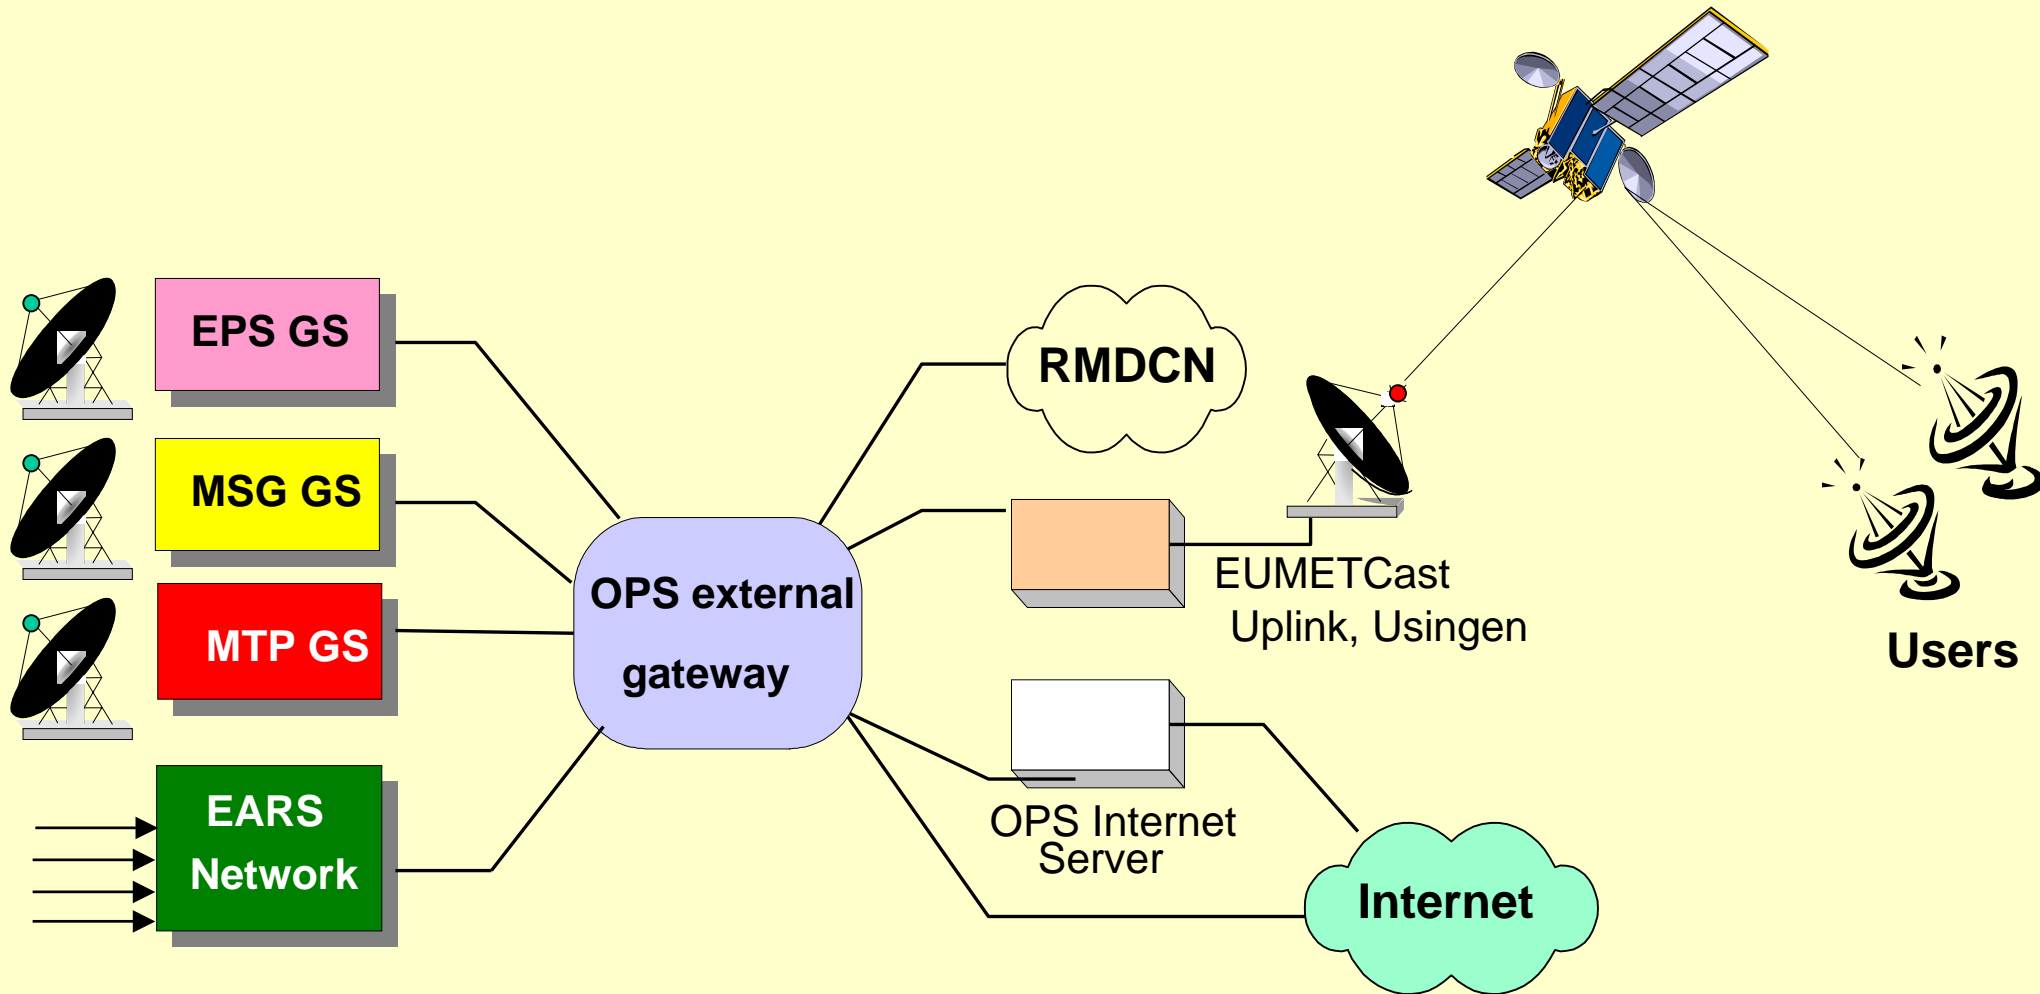 EPS GS
MSG GS
MTP GS
EARS
Network
OPS external
gateway
RMDCN
EUMETCast
Uplink, Usingen
OPS Internet
Server
Internet
Users